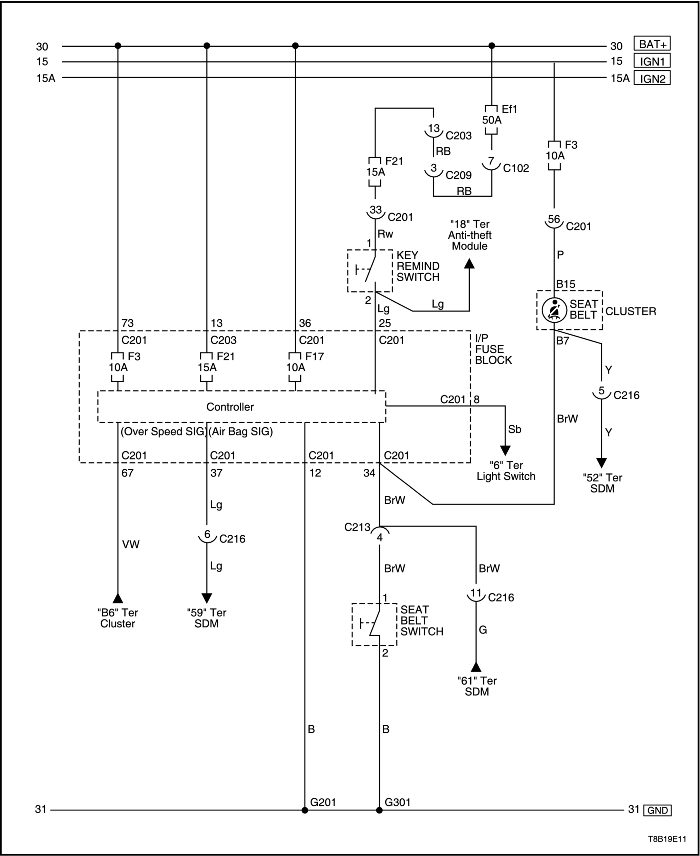 30 30 BAT+
15 15 IGN1
15A 15A IGN2
Ef1
50A
13 C203
RB
F21
15A
3 C209
7 C102
RB
F3
10A
33 C201
Rw
"18" Ter
Anti-theft
Module
56 C201
P
1
KEY
REMIND
SWITCH
2
Lg
Lg
B15
SEAT
BELT
CLUSTER
B7
73 13 36 25
C201 C203 C201 C201
I/P
FUSE
BLOCK
F3
10A
F21
15A
F17
10A
Y
5 C216
Y
"52" Ter
SDM
BrW
Controller
C201 8
Sb
"6" Ter
Light Switch
(Over Speed SIG) (Air Bag SIG)
C201 C201 C201 C201
67 37 12 34
Lg
BrW
VW
6 C216
Lg
C213
4
BrW
BrW
11 C216
G
"61" Ter
SDM
"B6" Ter
Cluster
"59" Ter
SDM
1
SEAT
BELT
SWITCH
2
B B
31 G201 G301 31 GND
T8B19E11